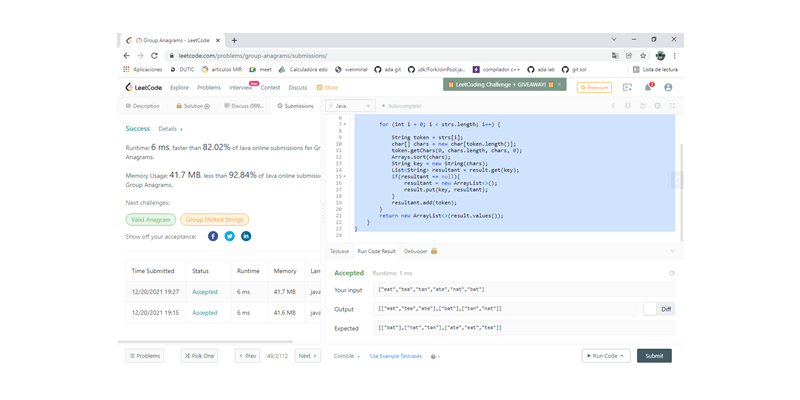 (7) Group Anagrams - LeetCode
leetcode.com/problems/group-anagrams/submissions/
Aplicaciones DUTIC articulos MIR meet Calculadora edo wenminal ada git jdk/ForkJoinPool.ja... compilador c++ ada lab git sol Lista de lectura
LeetCode Explore Problems Interview New Contest Discuss Store LeetCoding Challenge + GIVEAWAY! Premium
Description Solution Discuss (999... Submissions
Java Autocomplete
Success Details
Runtime: 6 ms, faster than 82.02% of Java online submissions for Gr
Anagrams.
Memory Usage: 41.7 MB, less than 92.84% of Java online submission
Group Anagrams.
Next challenges:
Valid Anagram Group Shifted Strings
Show off your acceptance:
Time Submitted Status Runtime Memory Lan
12/20/2021 19:27 Accepted 6 ms 41.7 MB java
12/20/2021 19:15 Accepted 6 ms 41.6 MB java
Problems Pick One Prev 49/2112 Next
6
7 for (int i = 0; i < strs.length; i++) {
8
9 String token = strs[i];
10 char[] chars = new char[token.length()];
11 token.getChars(0, chars.length, chars, 0);
12 Arrays.sort(chars);
13 String key = new String(chars);
14 List<String> resultant = result.get(key);
15 if(resultant == null){
16 resultant = new ArrayList<>();
17 result.put(key, resultant);
18 }
19 resultant.add(token);
20 }
21 return new ArrayList<>(result.values());
22 }
23 }
24
Testcase Run Code Result Debugger
Accepted Runtime: 1 ms
Your input ["eat","tea","tan","ate","nat","bat"]
Output [["eat","tea","ate"],["bat"],["tan","nat"]] Diff
Expected [["bat"],["nat","tan"],["ate","eat","tea"]]
Console Use Example Testcases Run Code Submit